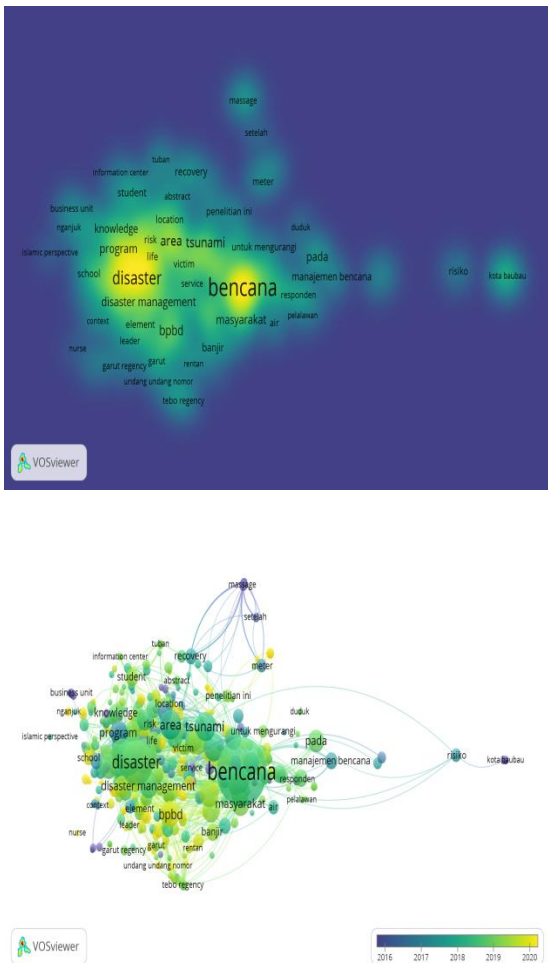 massage
setelah
tuban
information center
recovery
meter
student
abstract
business unit
penelitian ini
location
nganjuk
knowledge
duduk
risk
area
tsunami
untuk mengurangi
islamic perspective
program
life
pada
victim
school
disaster
service
bencana
manajemen bencana
risiko
kota baubau
disaster management
responden
context
element
bpbd
masyarakat
air
pelalawan
leader
nurse
banjir
garut regency
garut
rentan
undang undang nomor
tebo regency
VOSviewer
massage
setelah
tuban
information center
recovery
meter
student
abstract
business unit
penelitian ini
location
nganjuk
knowledge
duduk
risk
area
tsunami
untuk mengurangi
islamic perspective
program
life
pada
victim
school
disaster
service
bencana
manajemen bencana
risiko
kota baubau
disaster management
responden
context
element
bpbd
masyarakat
air
pelalawan
leader
nurse
banjir
garut regency
garut
rentan
undang undang nomor
tebo regency
VOSviewer
2016 2017 2018 2019 2020